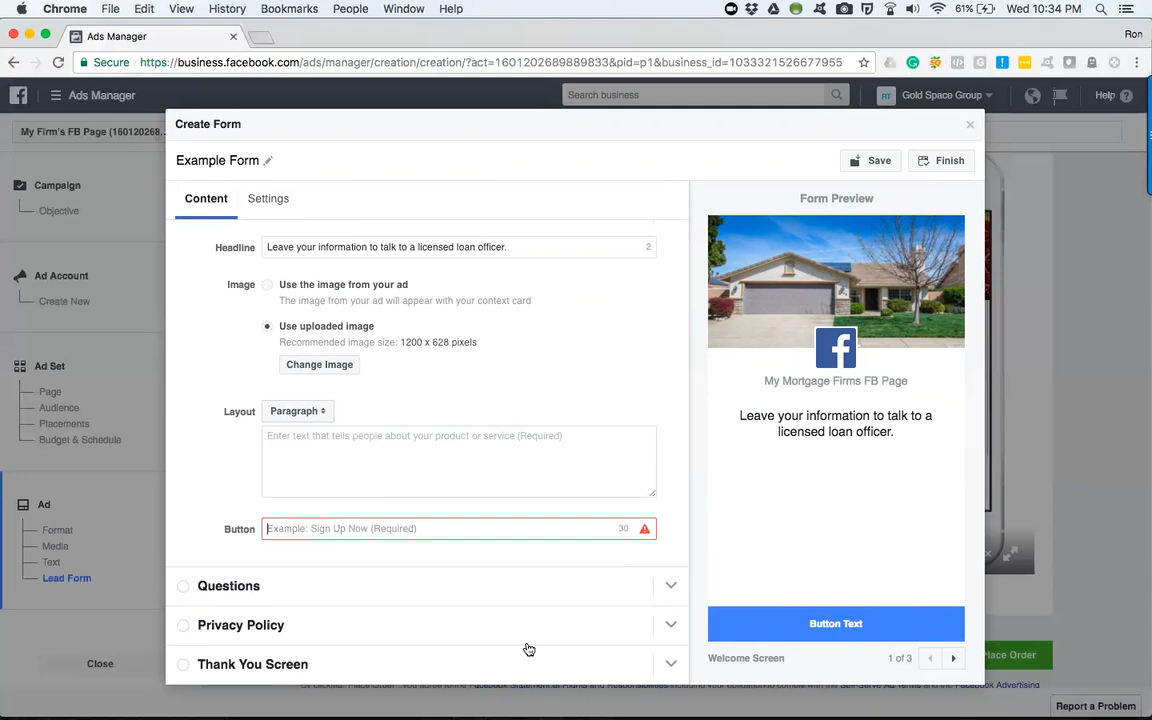 Chrome File Edit View History Bookmarks People Window Help 61% Wed 10:34 PM
Ads Manager Ron
Secure https://business.facebook.com/ads/manager/creation/creation/?act=1601202689889833&pid=p1&business_id=1033321526677955
Ads Manager Search business RT Gold Space Group Help
My Firm's FB Page (160120268...
Campaign
Objective
Ad Account
Create New
Ad Set
Page
Audience
Placements
Budget & Schedule
Ad
Format
Media
Text
Lead Form
Close
Create Form
Example Form Save Finish
Content Settings
Headline Leave your information to talk to a licensed loan officer. 2
Image Use the image from your ad
The image from your ad will appear with your context card
Use uploaded image
Recommended image size: 1200 x 628 pixels
Change Image
Layout Paragraph
Enter text that tells people about your product or service (Required)
Button Example: Sign Up Now (Required) 30
Questions
Privacy Policy
Thank You Screen
Form Preview
My Mortgage Firms FB Page
Leave your information to talk to a
licensed loan officer.
Button Text
Welcome Screen 1 of 3
Place Order
Report a Problem